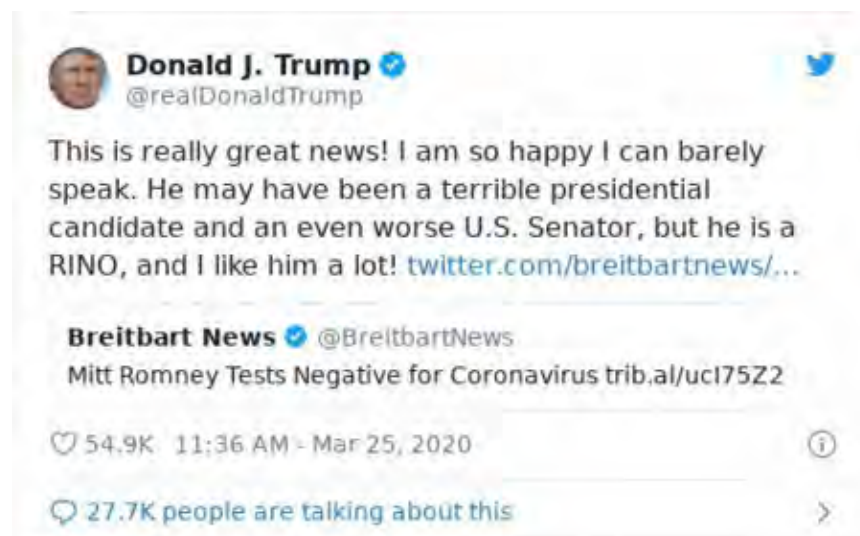 Donald J. Trump
@realDonaldTrump
This is really great news! I am so happy I can barely
speak. He may have been a terrible presidential
candidate and an even worse U.S. Senator, but he is a
RINO, and I like him a lot! twitter.com/breitbartnews/...
Breitbart News @BreitbartNews
Mitt Romney Tests Negative for Coronavirus trib.al/ucI75Z2
54.9K 11:36 AM - Mar 25, 2020
27.7K people are talking about this